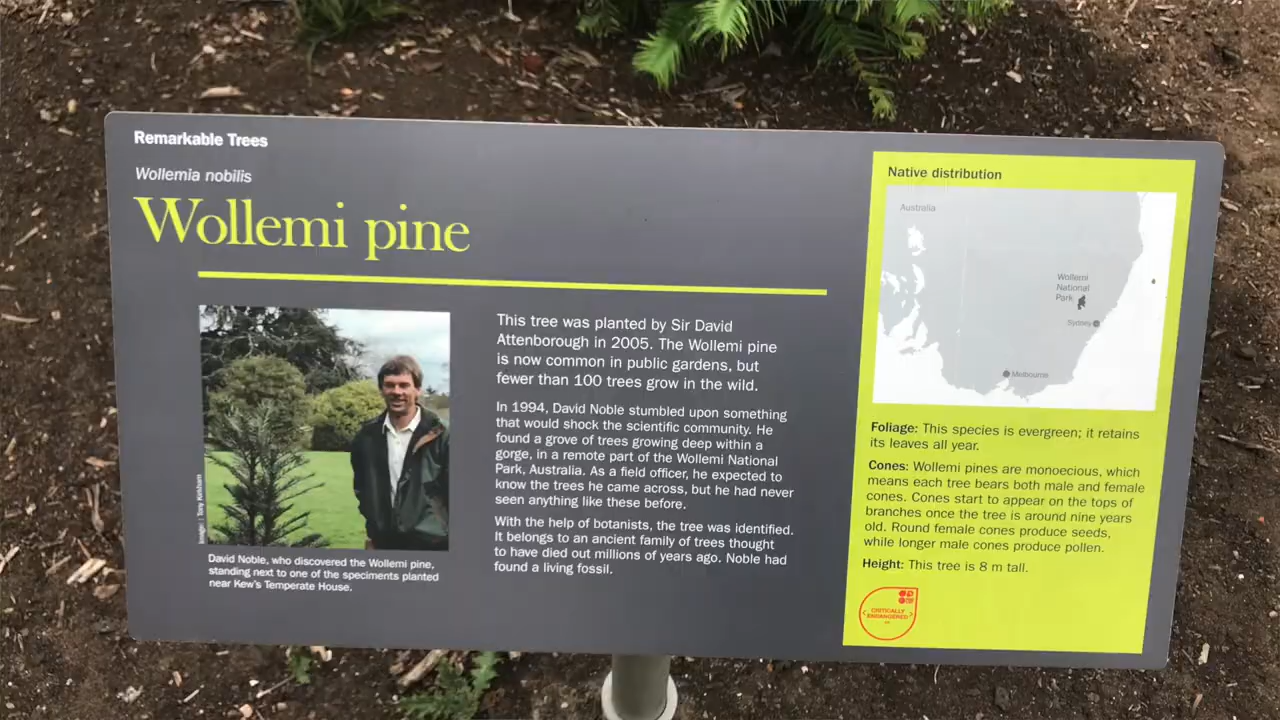 Remarkable Trees
Wollemia nobilis
Wollemi pine
Image: Tony Kirkham
David Noble, who discovered the Wollemi pine,
standing next to one of the speciments planted
near Kew's Temperate House.
This tree was planted by Sir David
Attenborough in 2005. The Wollemi pine
is now common in public gardens, but
fewer than 100 trees grow in the wild.
In 1994, David Noble stumbled upon something
that would shock the scientific community. He
found a grove of trees growing deep within a
gorge, in a remote part of the Wollemi National
Park, Australia. As a field officer, he expected to
know the trees he came across, but he had never
seen anything like these before.
With the help of botanists, the tree was identified.
It belongs to an ancient family of trees thought
to have died out millions of years ago. Noble had
found a living fossil.
Native distribution
Australia
Wollemi
National
Park
Sydney
Melbourne
Foliage: This species is evergreen; it retains
its leaves all year.
Cones: Wollemi pines are monoecious, which
means each tree bears both male and female
cones. Cones start to appear on the tops of
branches once the tree is around nine years
old. Round female cones produce seeds,
while longer male cones produce pollen.
Height: This tree is 8 m tall.
CRITICALLY
ENDANGERED